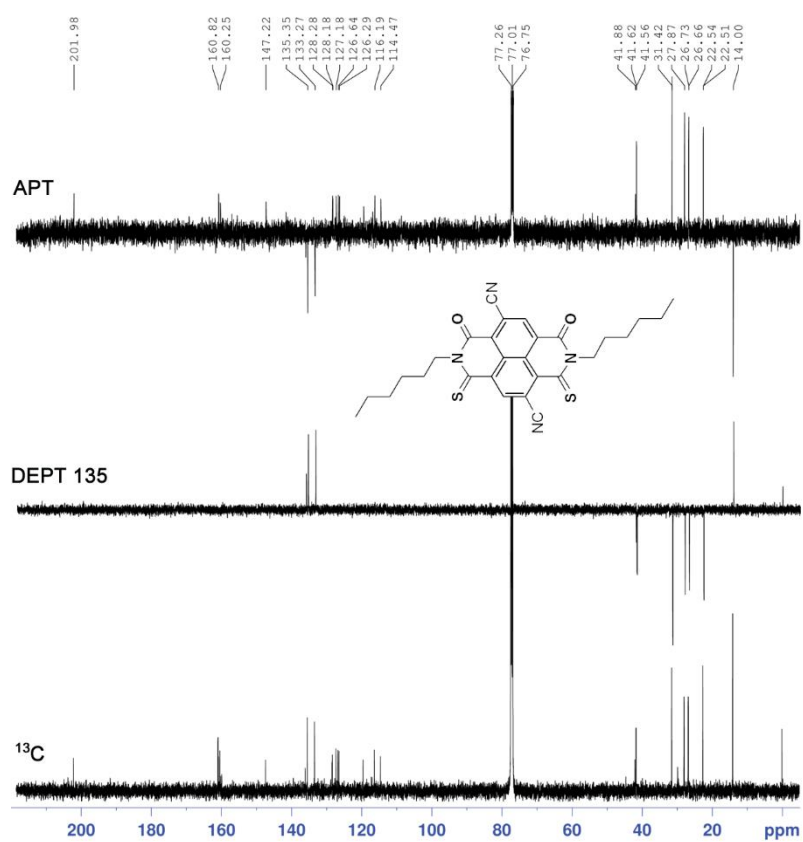 201.98
160.82
160.25
147.22
135.35
133.27
128.28
128.18
127.18
126.64
126.29
116.19
114.47
77.26
77.01
76.75
41.88
41.62
41.56
31.42
27.87
26.73
26.66
22.54
22.51
14.00
APT
CN
O
O
N
N
S
S
NC
DEPT 135
¹³C
200 180 160 140 120 100 80 60 40 20 ppm